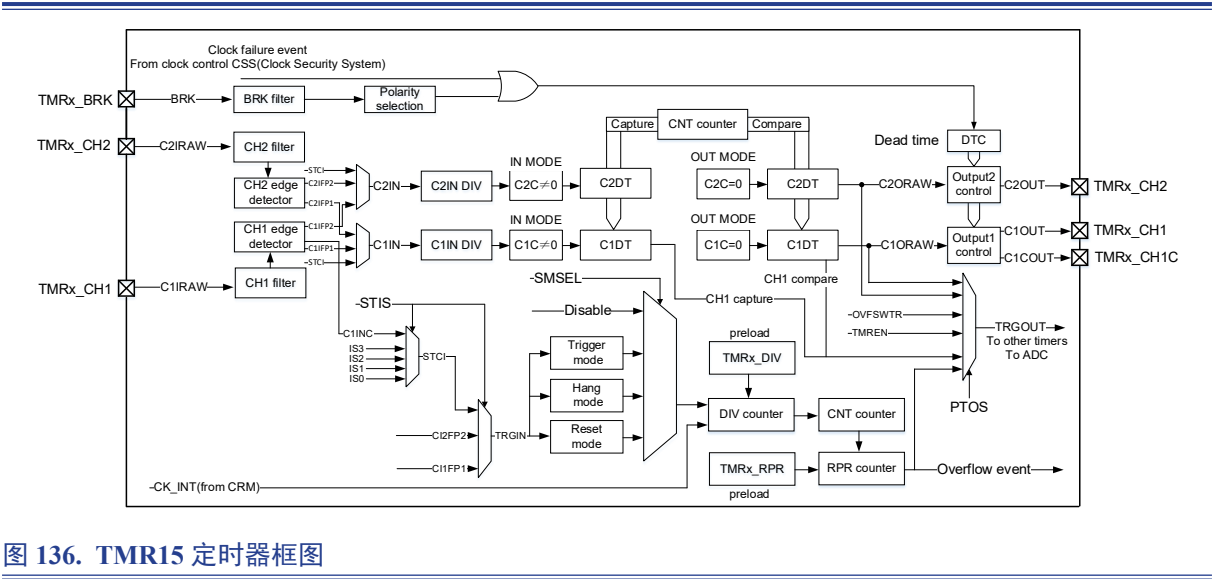 Clock failure event
From clock control CSS(Clock Security System)
TMRx_BRK
BRK
BRK filter
Polarity
selection
TMRx_CH2
C2IRAW
CH2 filter
Capture
CNT counter
Compare
Dead time
DTC
STCI
C2IFP2
CH2 edge
detector
C2IFP1
C2IN
C2IN DIV
IN MODE
C2C≠0
C2DT
OUT MODE
C2C=0
C2DT
C2ORAW
Output2
control
C2OUT
TMRx_CH2
CH1 edge
detector
C1IFP2
C1IFP1
STCI
C1IN
C1IN DIV
IN MODE
C1C≠0
C1DT
OUT MODE
C1C=0
C1DT
C1ORAW
Output1
control
C1OUT
TMRx_CH1
C1COUT
TMRx_CH1C
TMRx_CH1
C1IRAW
CH1 filter
SMSEL
CH1 compare
CH1 capture
STIS
Disable
OVFSWTR
TMREN
TRGOUT
To other timers
To ADC
C1INC
IS3
IS2
IS1
IS0
STCI
Trigger
mode
preload
TMRx_DIV
Hang
mode
PTOS
DIV counter
CNT counter
CI2FP2
TRGIN
Reset
mode
CI1FP1
TMRx_RPR
RPR counter
Overflow event
CK_INT(from CRM)
preload
图 136. TMR15 定时器框图